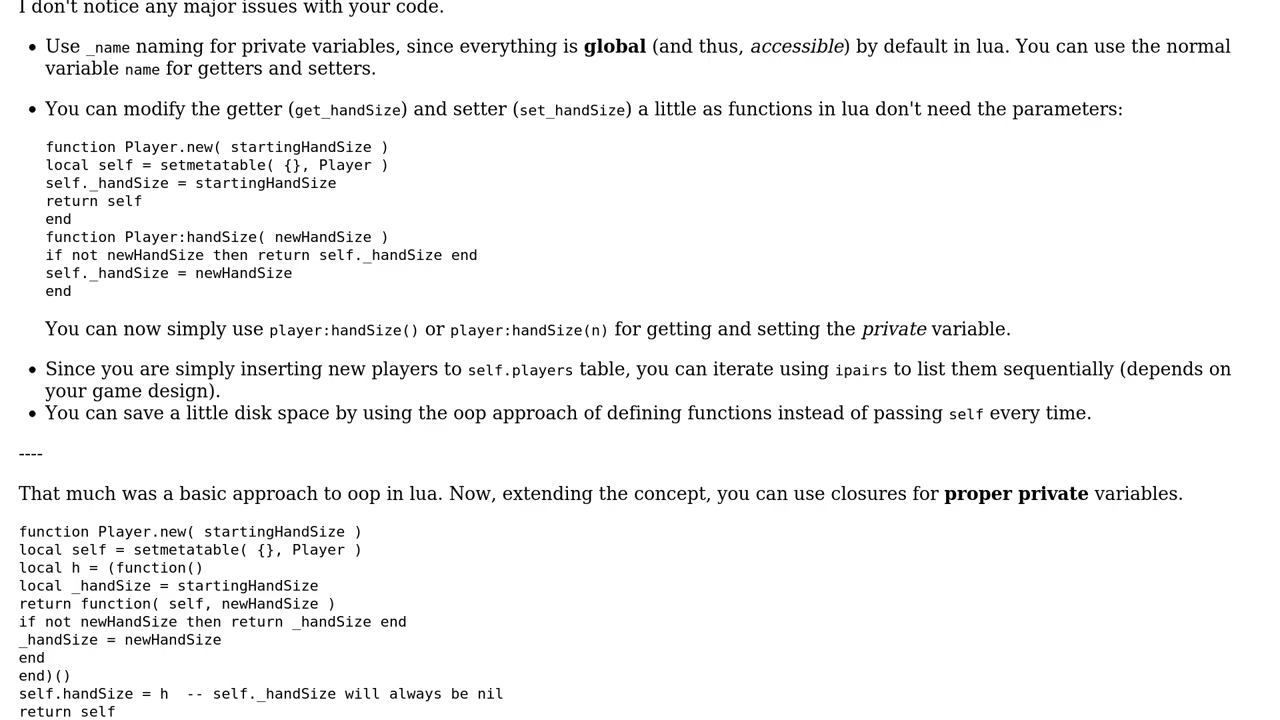 I don't notice any major issues with your code.
Use _name naming for private variables, since everything is global (and thus, accessible) by default in lua. You can use the normal
variable name for getters and setters.
You can modify the getter (get_handSize) and setter (set_handSize) a little as functions in lua don't need the parameters:
function Player.new( startingHandSize )
local self = setmetatable( {}, Player )
self._handSize = startingHandSize
return self
end
function Player:handSize( newHandSize )
if not newHandSize then return self._handSize end
self._handSize = newHandSize
end
You can now simply use player:handSize() or player:handSize(n) for getting and setting the private variable.
Since you are simply inserting new players to self.players table, you can iterate using ipairs to list them sequentially (depends on
your game design).
You can save a little disk space by using the oop approach of defining functions instead of passing self every time.
----
That much was a basic approach to oop in lua. Now, extending the concept, you can use closures for proper private variables.
function Player.new( startingHandSize )
local self = setmetatable( {}, Player )
local h = (function()
local _handSize = startingHandSize
return function( self, newHandSize )
if not newHandSize then return _handSize end
_handSize = newHandSize
end
end)()
self.handSize = h  -- self._handSize will always be nil
return self